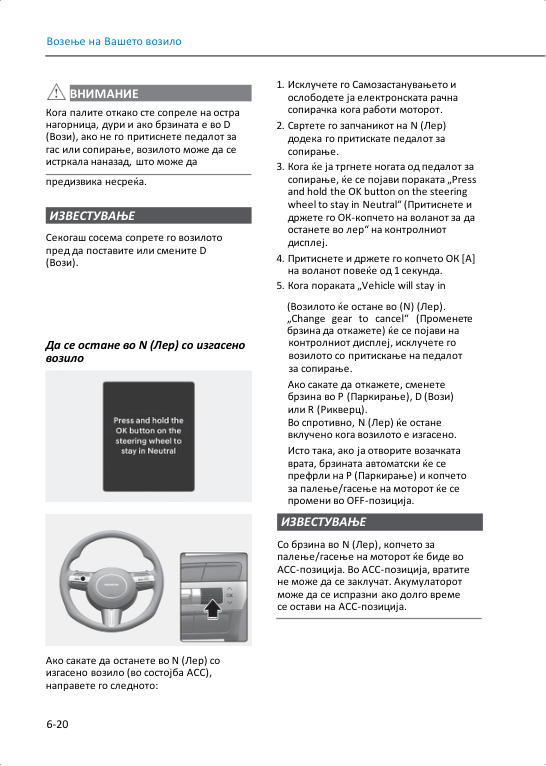 Возење на Вашето возило
ВНИМАНИЕ
Кога палите откако сте сопреле на остра
нагорница, дури и ако брзината е во D
(Вози), ако не го притиснете педалот за
гас или сопирање, возилото може да се
истркала наназад, што може да
предизвика несреќа.
ИЗВЕСТУВАЊЕ
Секогаш сосема сопрете го возилото
пред да поставите или смените D
(Вози).
Да се остане во N (Лер) со изгасено
возило
Press and hold the
OK button on the
steering wheel to
stay in Neutral
OK
Ако сакате да останете во N (Лер) со
изгасено возило (во состојба ACC),
направете го следното:
1. Исклучете го Самозастанувањето и
ослободете ја електронската рачна
сопирачка кога работи моторот.
2. Свртете го запчаникот на N (Лер)
додека го притискате педалот за
сопирање.
3. Кога ќе ја тргнете ногата од педалот за
сопирање, ќе се појави пораката „Press
and hold the OK button on the steering
wheel to stay in Neutral“ (Притиснете и
држете го ОК-копчето на воланот за да
останете во лер“ на контролниот
дисплеј.
4. Притиснете и држете го копчето ОК [A]
на воланот повеќе од 1 секунда.
5. Кога пораката „Vehicle will stay in
(Возилото ќе остане во (N) (Лер).
„Change gear to cancel“ (Променете
брзина да откажете) ќе се појави на
контролниот дисплеј, исклучете го
возилото со притискање на педалот
за сопирање.
Ако сакате да откажете, сменете
брзина во P (Паркирање), D (Вози)
или R (Рикверц).
Во спротивно, N (Лер) ќе остане
вклучено кога возилото е изгасено.
Исто така, ако ја отворите возачката
врата, брзината автоматски ќе се
префрли на P (Паркирање) и копчето
за палење/гасење на моторот ќе се
промени во OFF-позиција.
ИЗВЕСТУВАЊЕ
Со брзина во N (Лер), копчето за
палење/гасење на моторот ќе биде во
ACC-позиција. Во ACC-позиција, вратите
не може да се заклучат. Акумулаторот
може да се испразни ако долго време
се остави на ACC-позиција.
6-20